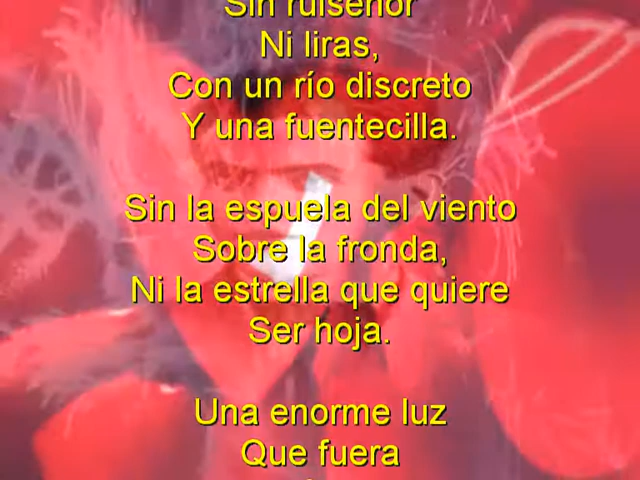 Sin ruiseñor
Ni liras,
Con un río discreto
Y una fuentecilla.
Sin la espuela del viento
Sobre la fronda,
Ni la estrella que quiere
Ser hoja.
Una enorme luz
Que fuera